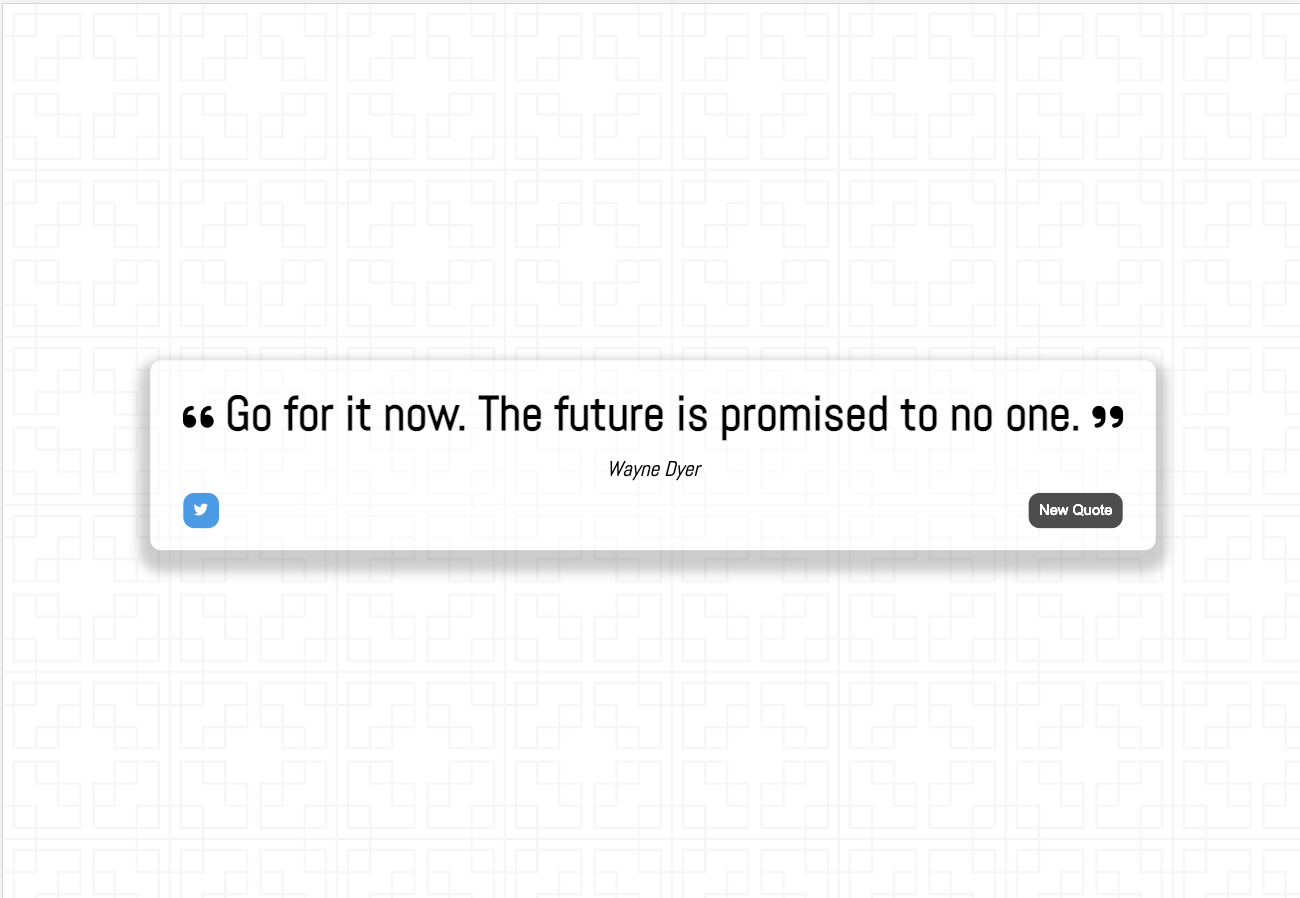 “ Go for it now. The future is promised to no one. ”
Wayne Dyer
New Quote